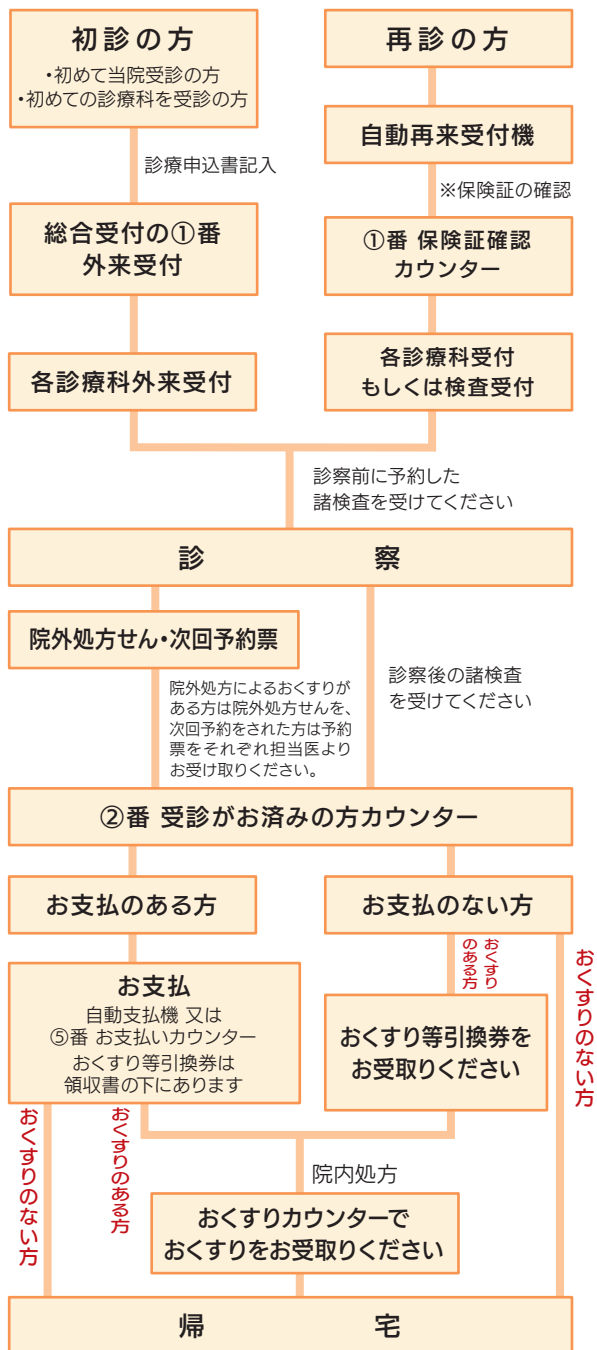 初診の方
・初めて当院受診の方
・初めての診療科を受診の方
診療申込書記入
総合受付の①番
外来受付
各診療科外来受付
再診の方
自動再来受付機
※保険証の確認
①番 保険証確認
カウンター
各診療科受付
もしくは検査受付
診察前に予約した
諸検査を受けてください
診 察
院外処方せん・次回予約票
院外処方によるおくすりが
ある方は院外処方せんを、
次回予約をされた方は予約
票をそれぞれ担当医より
お受け取りください。
診察後の諸検査
を受けてください
②番 受診がお済みの方カウンター
お支払のある方
お支払
自動支払機 又は
⑤番 お支払いカウンター
おくすり等引換券は
領収書の下にあります
おくすりのない方
おくすりのある方
お支払のない方
おくすり
のある方
おくすりのない方
おくすり等引換券を
お受取りください
院内処方
おくすりカウンターで
おくすりをお受取りください
帰 宅